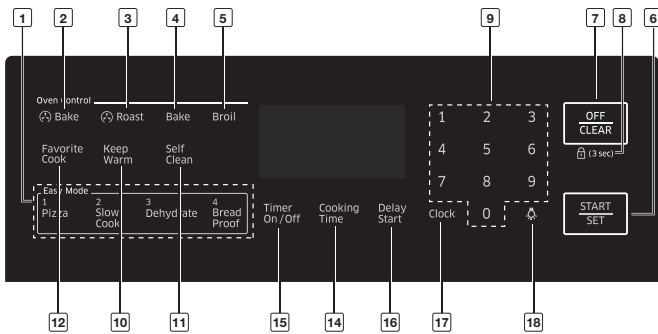 1 2 3 4 5 9 7 8 6
Oven Control
Bake Roast Bake Broil
Favorite Cook
Keep Warm
Self Clean
Easy Mode
1 Pizza
2 Slow Cook
3 Dehydrate
4 Bread Proof
Timer On/Off
Cooking Time
Delay Start
1 2 3
4 5 6
7 8 9
Clock 0
OFF
CLEAR
(3 sec)
START
SET
12 10 11 15 14 16 17 18